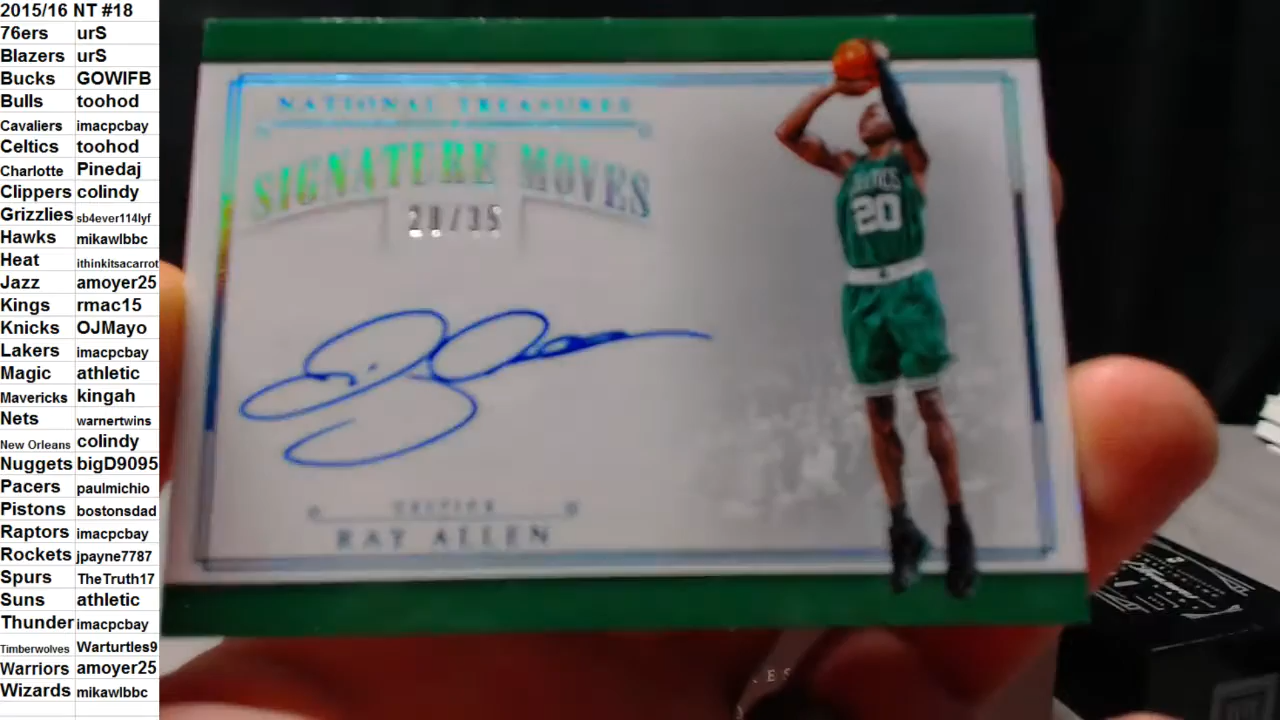 2015/16 NT #18
76ers urS
Blazers urS
Bucks GOWIFB
Bulls toohod
Cavaliers imacpcbay
Celtics toohod
Charlotte Pinedaj
Clippers colindy
Grizzlies sb4ever114lyf
Hawks mikawlbbc
Heat ithinkitsacarrot
Jazz amoyer25
Kings rmac15
Knicks OJMayo
Lakers imacpcbay
Magic athletic
Mavericks kingah
Nets warnertwins
New Orleans colindy
Nuggets bigD9095
Pacers paulmichio
Pistons bostonsdad
Raptors imacpcbay
Rockets jpayne7787
Spurs TheTruth17
Suns athletic
Thunder imacpcbay
Timberwolves Warturtles9
Warriors amoyer25
Wizards mikawlbbc
NATIONAL TREASURES
SIGNATURE MOVES
/35
20
CELTICS
RAY ALLEN